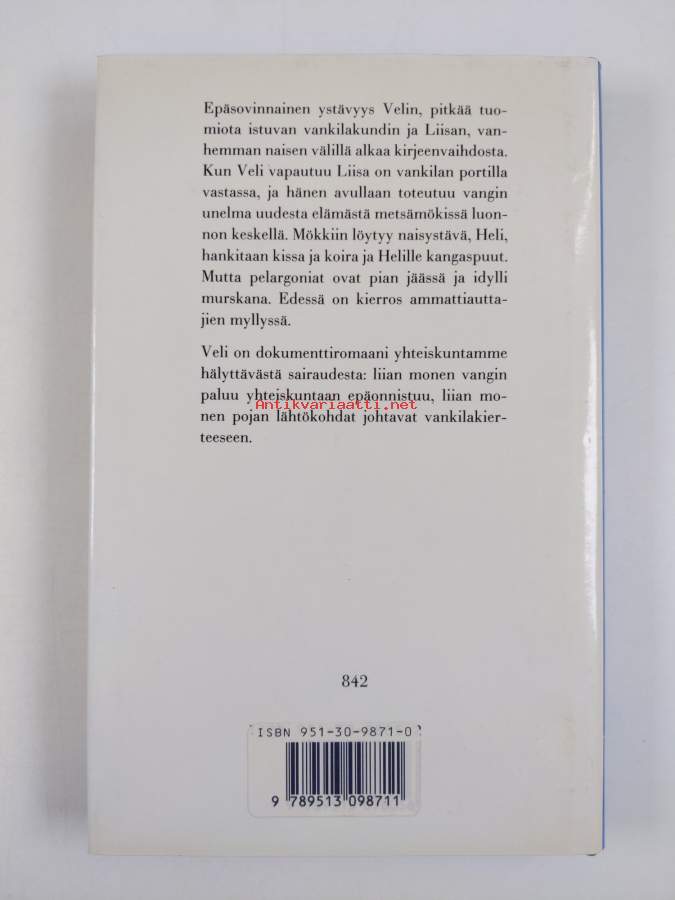 Epäsovinnainen ystävyys Velin, pitkää tuo-
miota istuvan vankilakundin ja Liisan, van-
hemman naisen välillä alkaa kirjeenvaihdosta.
Kun Veli vapautuu Liisa on vankilan portilla
vastassa, ja hänen avullaan toteutuu vangin
unelma uudesta elämästä metsämökissä luon-
non keskellä. Mökkiin löytyy naisystävä, Heli,
hankitaan kissa ja koira ja Helille kangaspuut.
Mutta pelargoniat ovat pian jäässä ja idylli
murskana. Edessä on kierros ammattiautta-
jien myllyssä.
Veli on dokumenttiromaani yhteiskuntamme
hälyttävästä sairaudesta: liian monen vangin
paluu yhteiskuntaan epäonnistuu, liian mo-
Antikvariaatti.net
nen pojan lähtökohdat johtavat vankilakier-
teeseen.
842
ISBN 951-30-9871-0
9 789513 098711